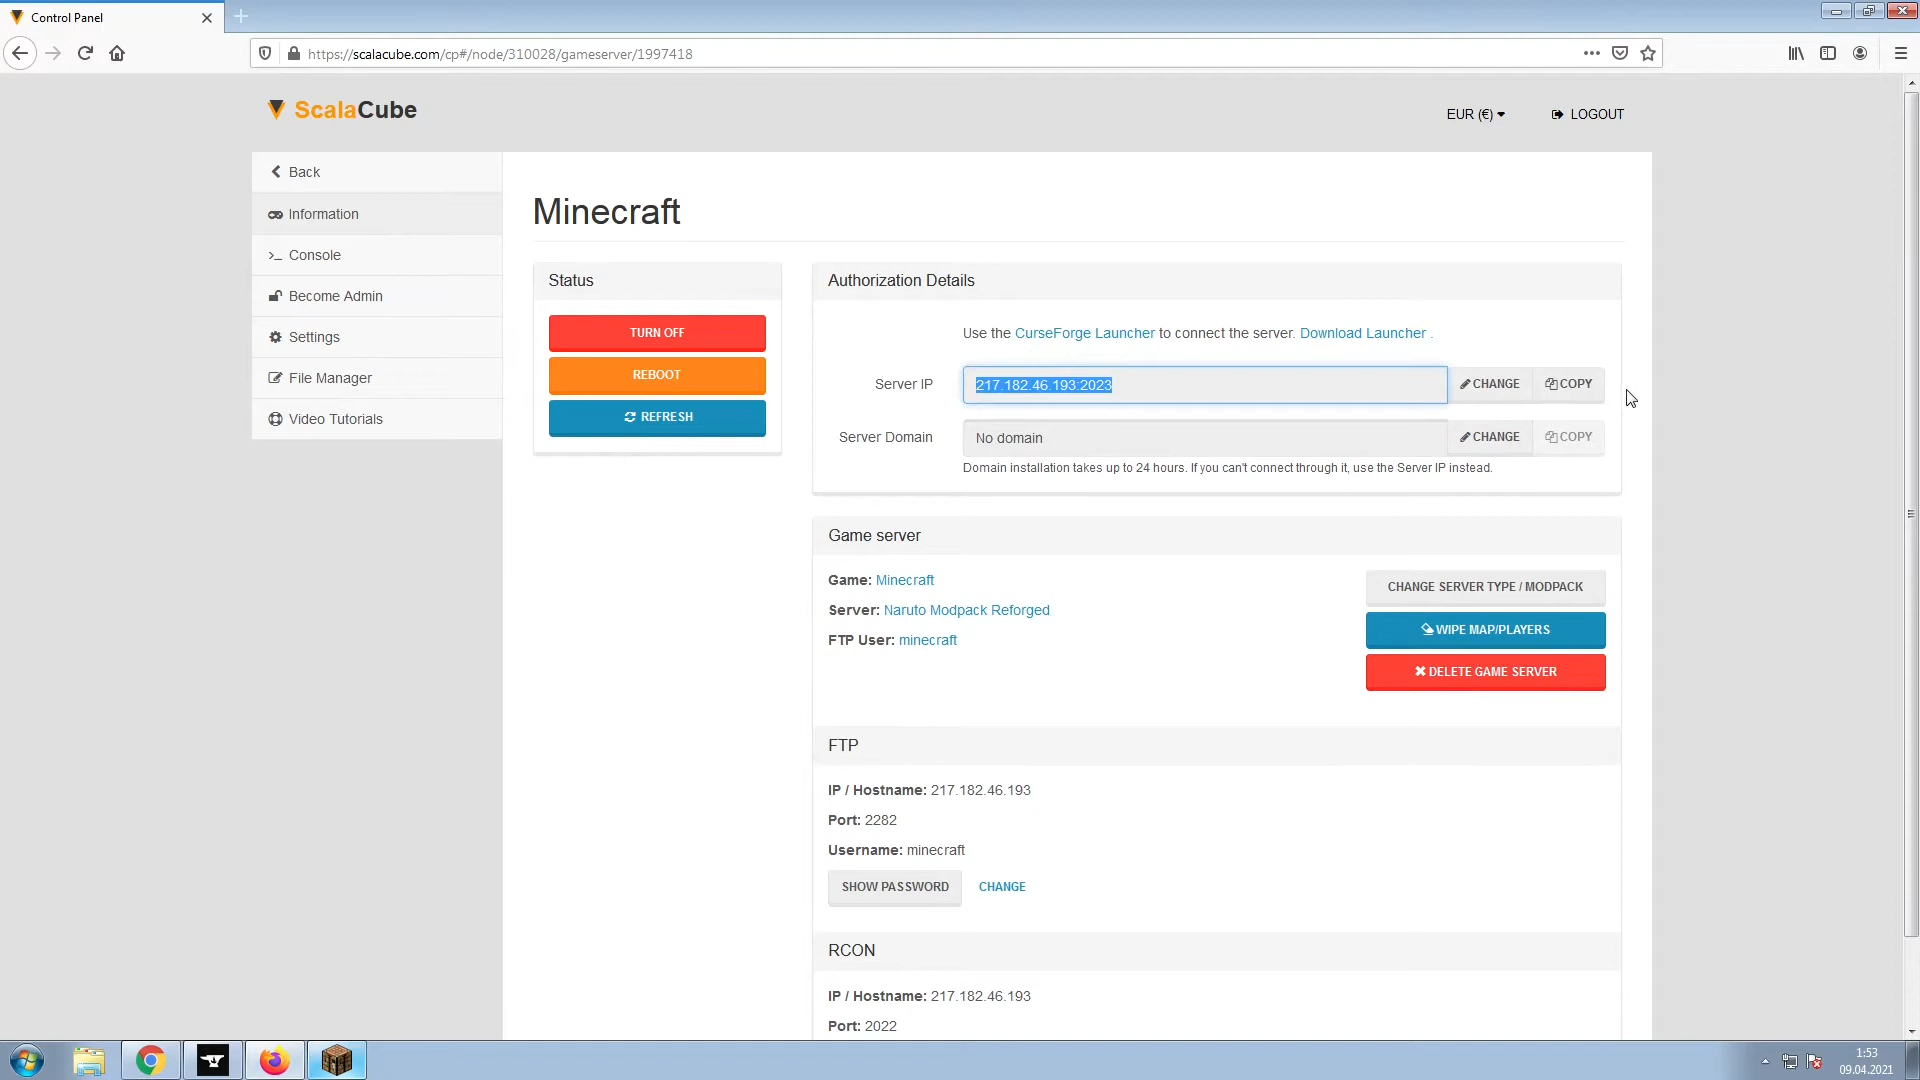 Control Panel
https://scalacube.com/cp#/node/310028/gameserver/1997418
ScalaCube
EUR (€)
LOGOUT
Back
Information
Console
Become Admin
Settings
File Manager
Video Tutorials
Minecraft
Status
TURN OFF
REBOOT
REFRESH
Authorization Details
Use the CurseForge Launcher to connect the server. Download Launcher .
Server IP
217.182.46.193:2023
CHANGE
COPY
Server Domain
No domain
CHANGE
COPY
Domain installation takes up to 24 hours. If you can't connect through it, use the Server IP instead.
Game server
Game: Minecraft
Server: Naruto Modpack Reforged
FTP User: minecraft
CHANGE SERVER TYPE / MODPACK
WIPE MAP/PLAYERS
DELETE GAME SERVER
FTP
IP / Hostname: 217.182.46.193
Port: 2282
Username: minecraft
SHOW PASSWORD
CHANGE
RCON
IP / Hostname: 217.182.46.193
Port: 2022
1:53
09.04.2021